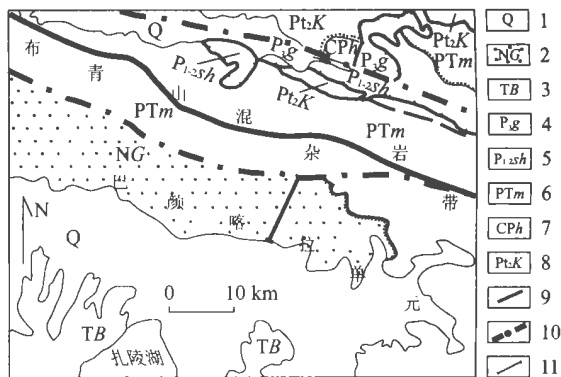 布青山混杂岩带
巴颜喀拉单元
Q
Pt₂K
P₃g
CPh
P₃g
Pt₂K
PTm
P₁₋₂sh
P₁₋₂sh
Pt₂K
PTm
PTm
NG
N
Q
0 10 km
TB
扎陵湖
TB
Q 1
NG 2
TB 3
P₃g 4
P₁₋₂sh 5
PTm 6
CPh 7
Pt₂K 8
9
10
11